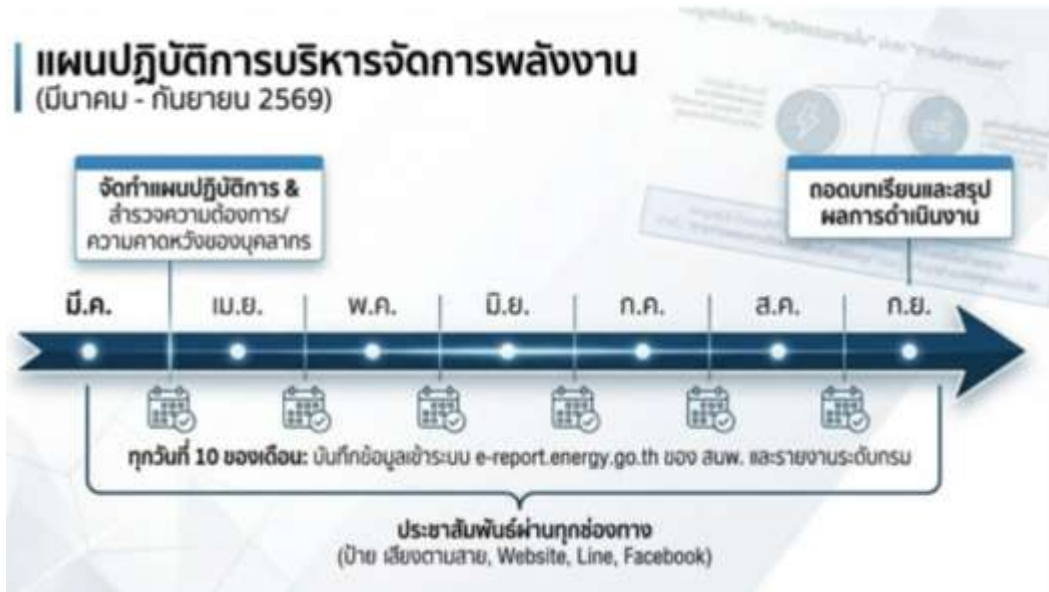 แผนปฏิบัติการบริหารจัดการพลังงาน
(มีนาคม - กันยายน 2569)
จัดทำแผนปฏิบัติการ &
สำรวจความต้องการ/
ความคาดหวังของบุคลากร
ถอดบทเรียนและสรุป
ผลการดำเนินงาน
มี.ค. เม.ย. พ.ค. มิ.ย. ก.ค. ส.ค. ก.ย.
ทุกวันที่ 10 ของเดือน: บันทึกข้อมูลเข้าระบบ e-report.energy.go.th ของ สนพ. และรายงานระดับกรม
ประชาสัมพันธ์ผ่านทุกช่องทาง
(ป้าย เสียงตามสาย, Website, Line, Facebook)